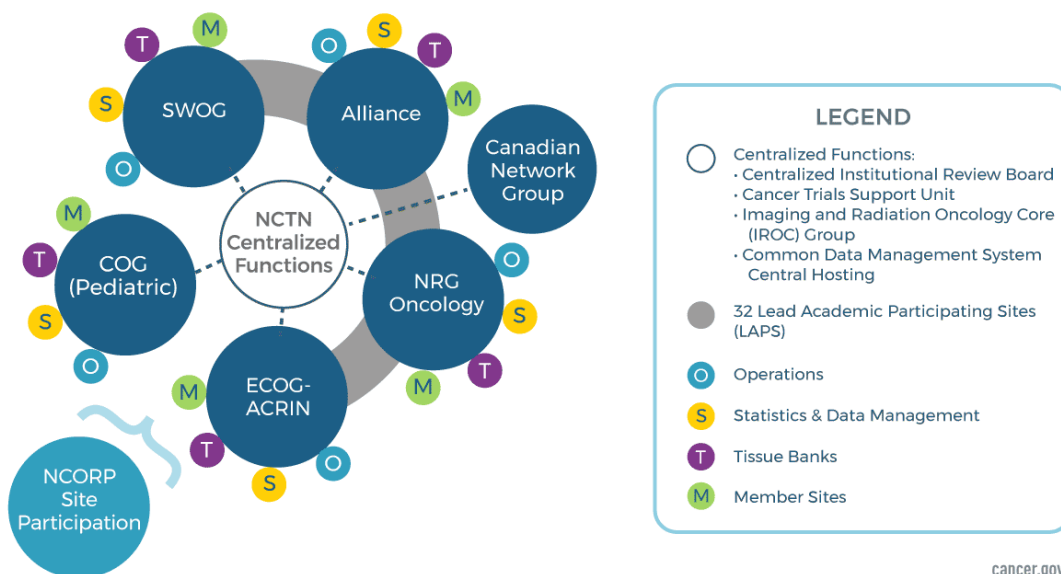 M
T
S
SWOG
O
O
S
T
M
Alliance
Canadian
Network
Group
NCTN
Centralized
Functions
M
T
S
O
COG
(Pediatric)
O
S
T
M
NRG
Oncology
M
T
S
O
ECOG-
ACRIN
NCORP
Site
Participation
LEGEND
Centralized Functions:
· Centralized Institutional Review Board
· Cancer Trials Support Unit
· Imaging and Radiation Oncology Core
(IROC) Group
· Common Data Management System
Central Hosting
32 Lead Academic Participating Sites
(LAPS)
O Operations
S Statistics & Data Management
T Tissue Banks
M Member Sites
cancer.gov